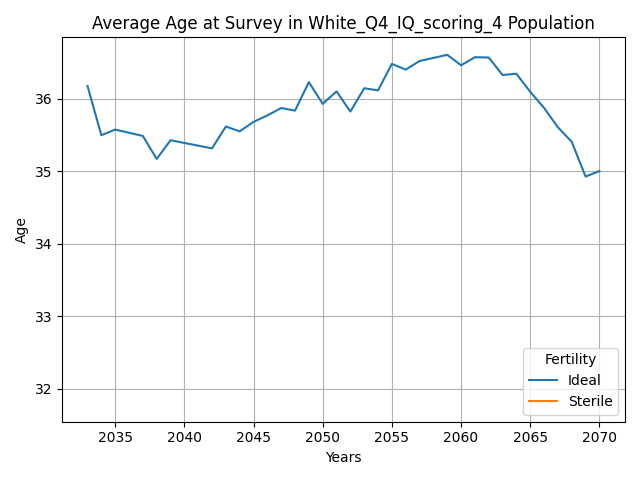 Average Age at Survey in White_Q4_IQ_scoring_4 Population
Age
36
35
34
33
32
Fertility
Ideal
Sterile
2035 2040 2045 2050 2055 2060 2065 2070
Years